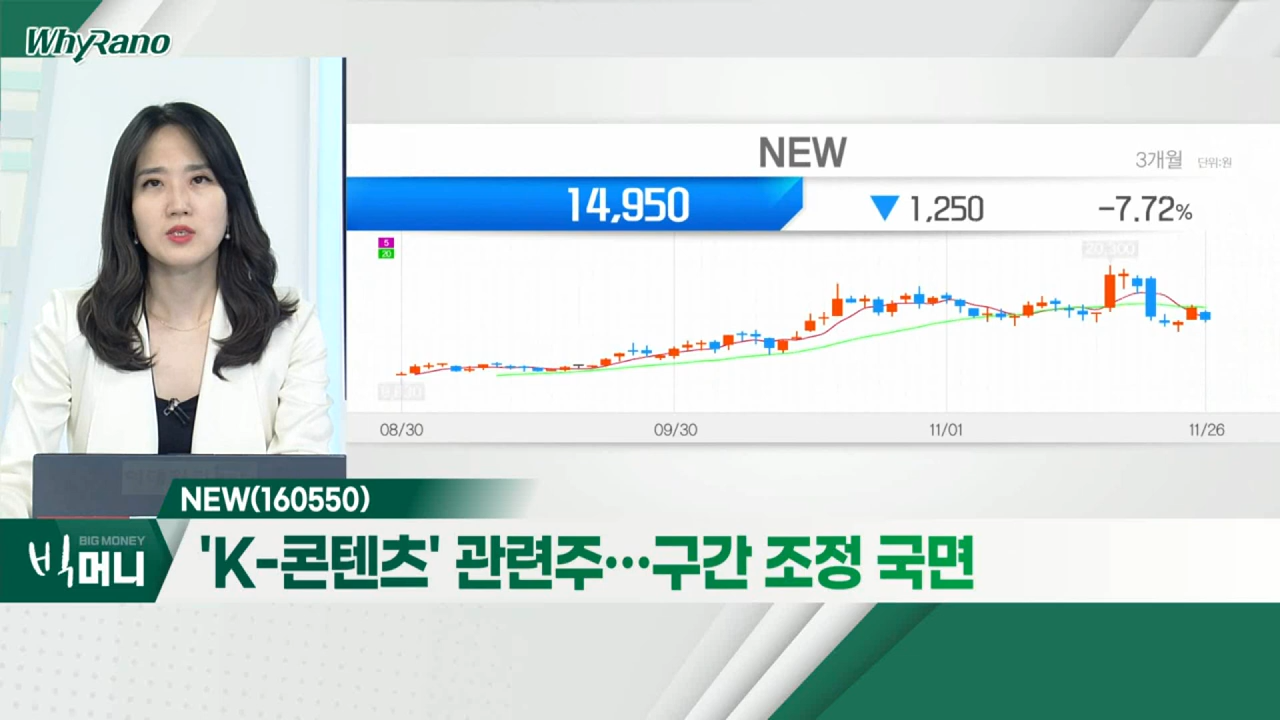 WhyRano
NEW
3개월 단위:원
14,950 ▼ 1,250 -7.72%
5
20
20,300
08/30 09/30 11/01 11/26
NEW(160550)
BIG MONEY
빅머니
'K-콘텐츠' 관련주…구간 조정 국면